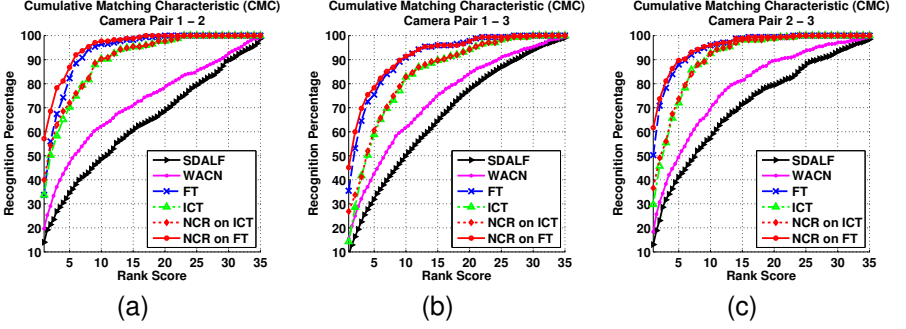 Cumulative Matching Characteristic (CMC)
Camera Pair 1 – 2
Recognition Percentage
100
90
80
70
60
50
40
30
20
10
5 10 15 20 25 30 35
Rank Score
SDALF
WACN
FT
ICT
NCR on ICT
NCR on FT
(a)
Cumulative Matching Characteristic (CMC)
Camera Pair 1 – 3
Recognition Percentage
100
90
80
70
60
50
40
30
20
10
5 10 15 20 25 30 35
Rank Score
SDALF
WACN
FT
ICT
NCR on ICT
NCR on FT
(b)
Cumulative Matching Characteristic (CMC)
Camera Pair 2 – 3
Recognition Percentage
100
90
80
70
60
50
40
30
20
10
5 10 15 20 25 30 35
Rank Score
SDALF
WACN
FT
ICT
NCR on ICT
NCR on FT
(c)